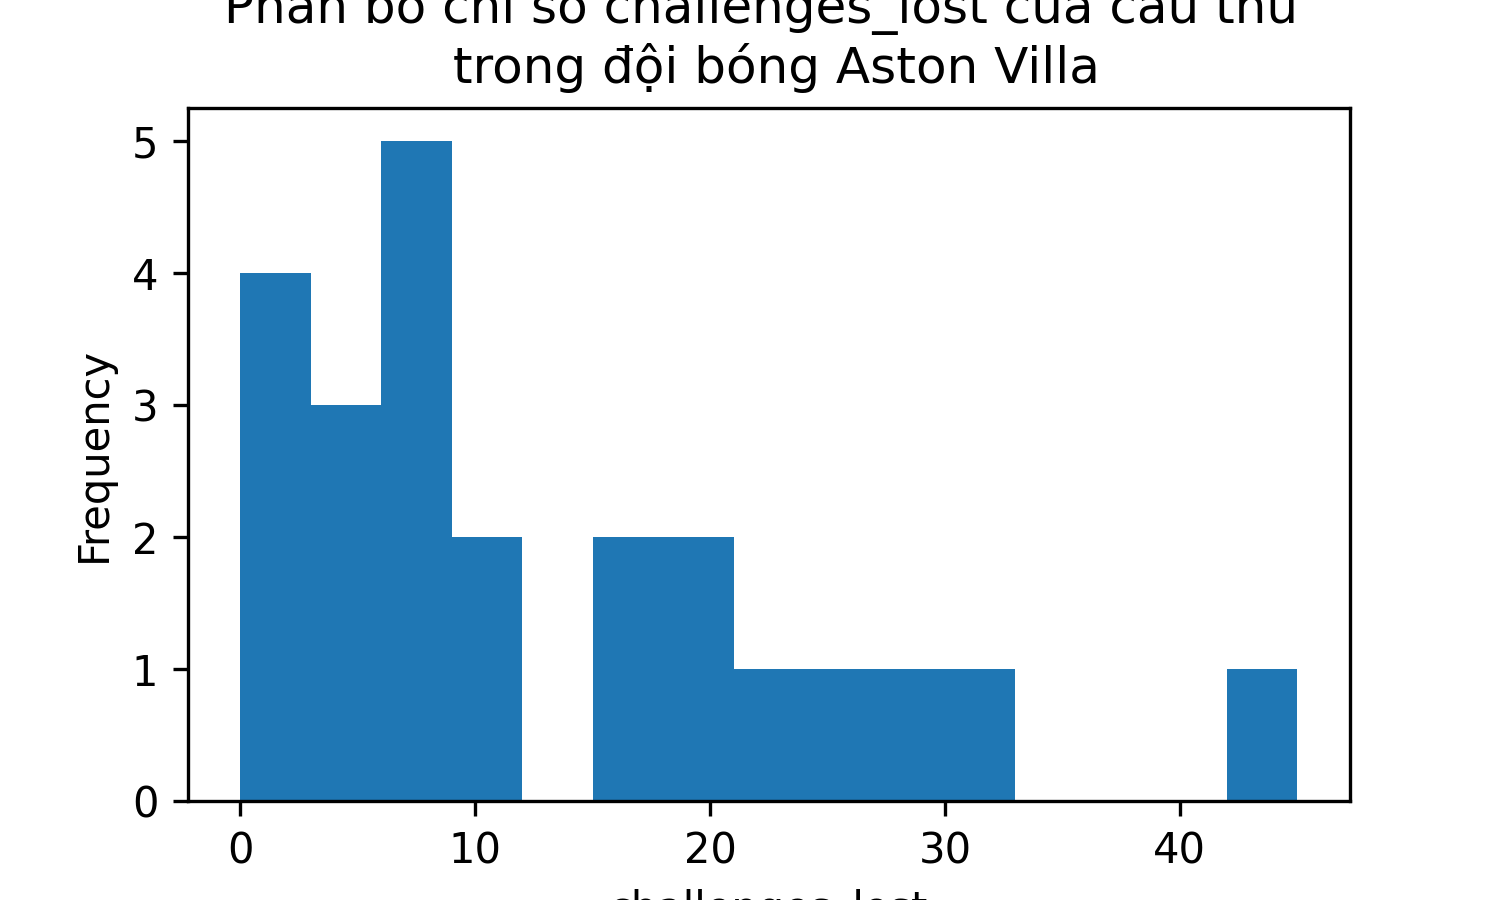 Phân bố chỉ số challenges_lost của cầu thủ
trong đội bóng Aston Villa
5
4
3
2
1
0
Frequency
0 10 20 30 40
challenges_lost